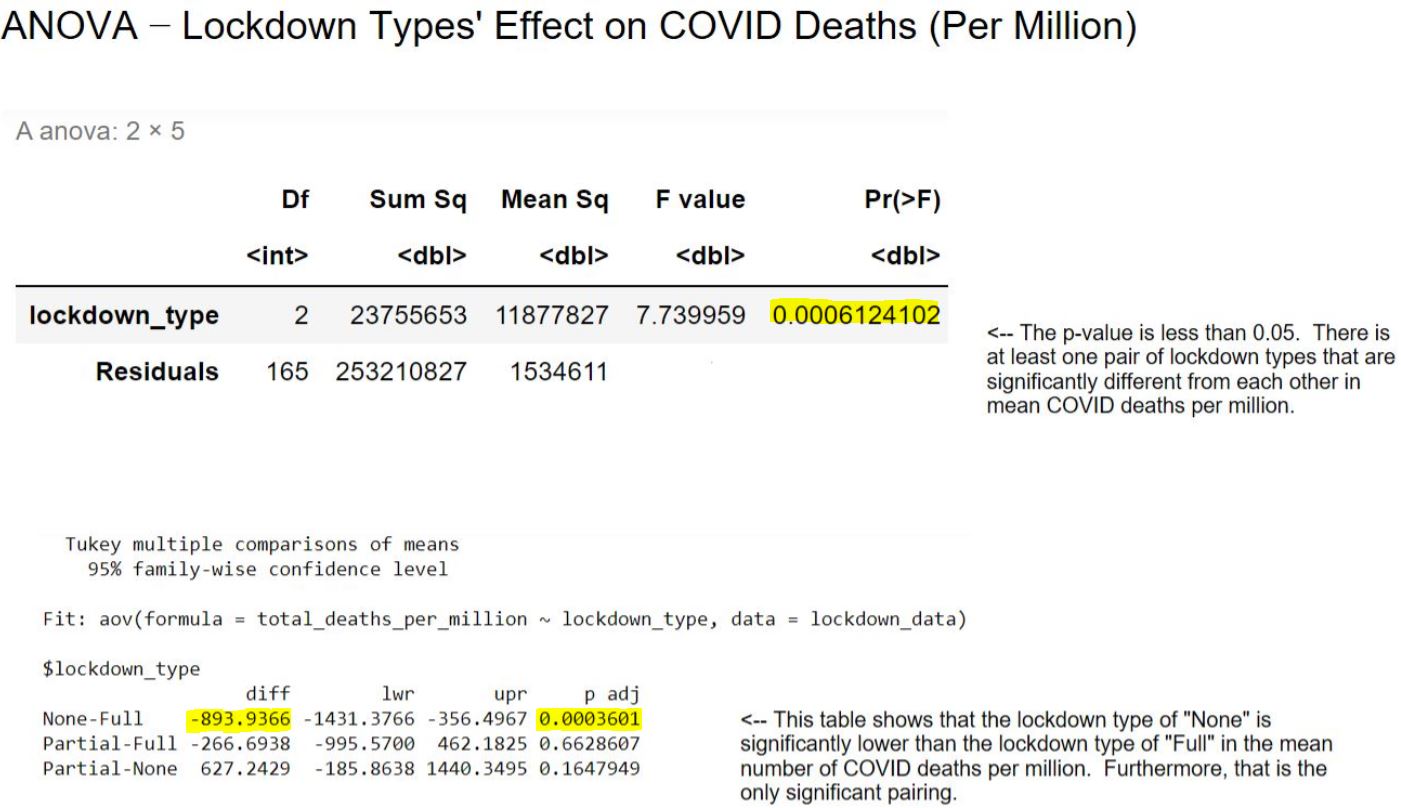 ANOVA – Lockdown Types' Effect on COVID Deaths (Per Million)
A anova: 2 × 5
Df Sum Sq Mean Sq F value Pr(>F)
<int> <dbl> <dbl> <dbl> <dbl>
lockdown_type 2 23755653 11877827 7.739959 0.0006124102
Residuals 165 253210827 1534611
<-- The p-value is less than 0.05. There is
at least one pair of lockdown types that are
significantly different from each other in
mean COVID deaths per million.
Tukey multiple comparisons of means
95% family-wise confidence level
Fit: aov(formula = total_deaths_per_million ~ lockdown_type, data = lockdown_data)
$lockdown_type
diff lwr upr p adj
None-Full -893.9366 -1431.3766 -356.4967 0.0003601
Partial-Full -266.6938 -995.5700 462.1825 0.6628607
Partial-None 627.2429 -185.8638 1440.3495 0.1647949
<-- This table shows that the lockdown type of "None" is
significantly lower than the lockdown type of "Full" in the mean
number of COVID deaths per million. Furthermore, that is the
only significant pairing.